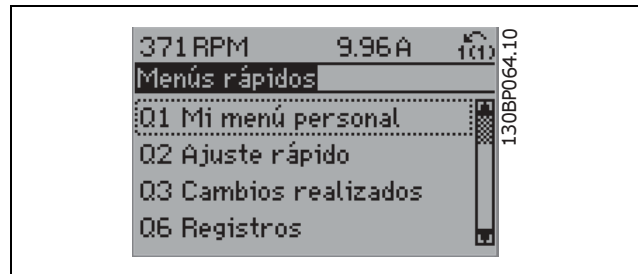 371 RPM 9.96 A 1(1)
Menús rápidos
Q1 Mi menú personal
Q2 Ajuste rápido
Q3 Cambios realizados
Q6 Registros
130BP064.10